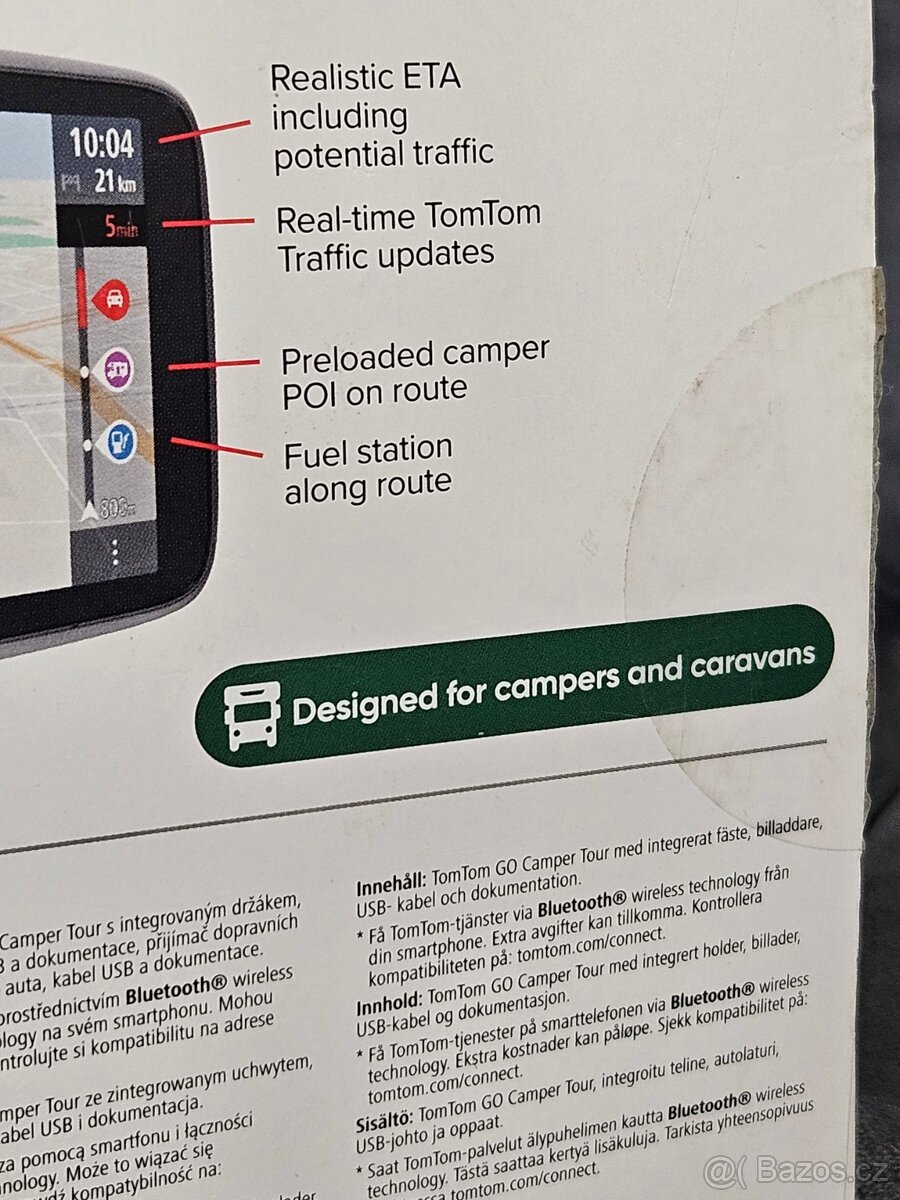 Realistic ETA
including
potential traffic
10:04
21 km
5min
Real-time TomTom
Traffic updates
Preloaded camper
POI on route
Fuel station
along route
Designed for campers and caravans
Camper Tour s integrovaným držákem,
B a dokumentace, přijímač dopravních
auta, kabel USB a dokumentace.
prostřednictvím Bluetooth® wireless
logy na svém smartphonu. Mohou
ntrolujte si kompatibilitu na adrese
mper Tour ze zintegrowanym uchwytem,
abel USB i dokumentacja.
za pomocą smartfonu i łączności
nology. Może to wiązać się
kompatybilność na:
Innehåll: TomTom GO Camper Tour med integrerat fäste, billaddare,
USB- kabel och dokumentation.
* Få TomTom-tjänster via Bluetooth® wireless technology från
din smartphone. Extra avgifter kan tillkomma. Kontrollera
kompatibiliteten på: tomtom.com/connect.
Innhold: TomTom GO Camper Tour med integrert holder, billader,
USB-kabel og dokumentasjon.
* Få TomTom-tjenester på smarttelefonen via Bluetooth® wireless
technology. Ekstra kostnader kan påløpe. Sjekk kompatibilitet på:
tomtom.com/connect.
Sisältö: TomTom GO Camper Tour, integroitu teline, autolaturi,
USB-johto ja oppaat.
* Saat TomTom-palvelut älypuhelimen kautta Bluetooth® wireless
technology. Tästä saattaa kertyä lisäkuluja. Tarkista yhteensopivuus
tomtom.com/connect.
@( Bazos.cz